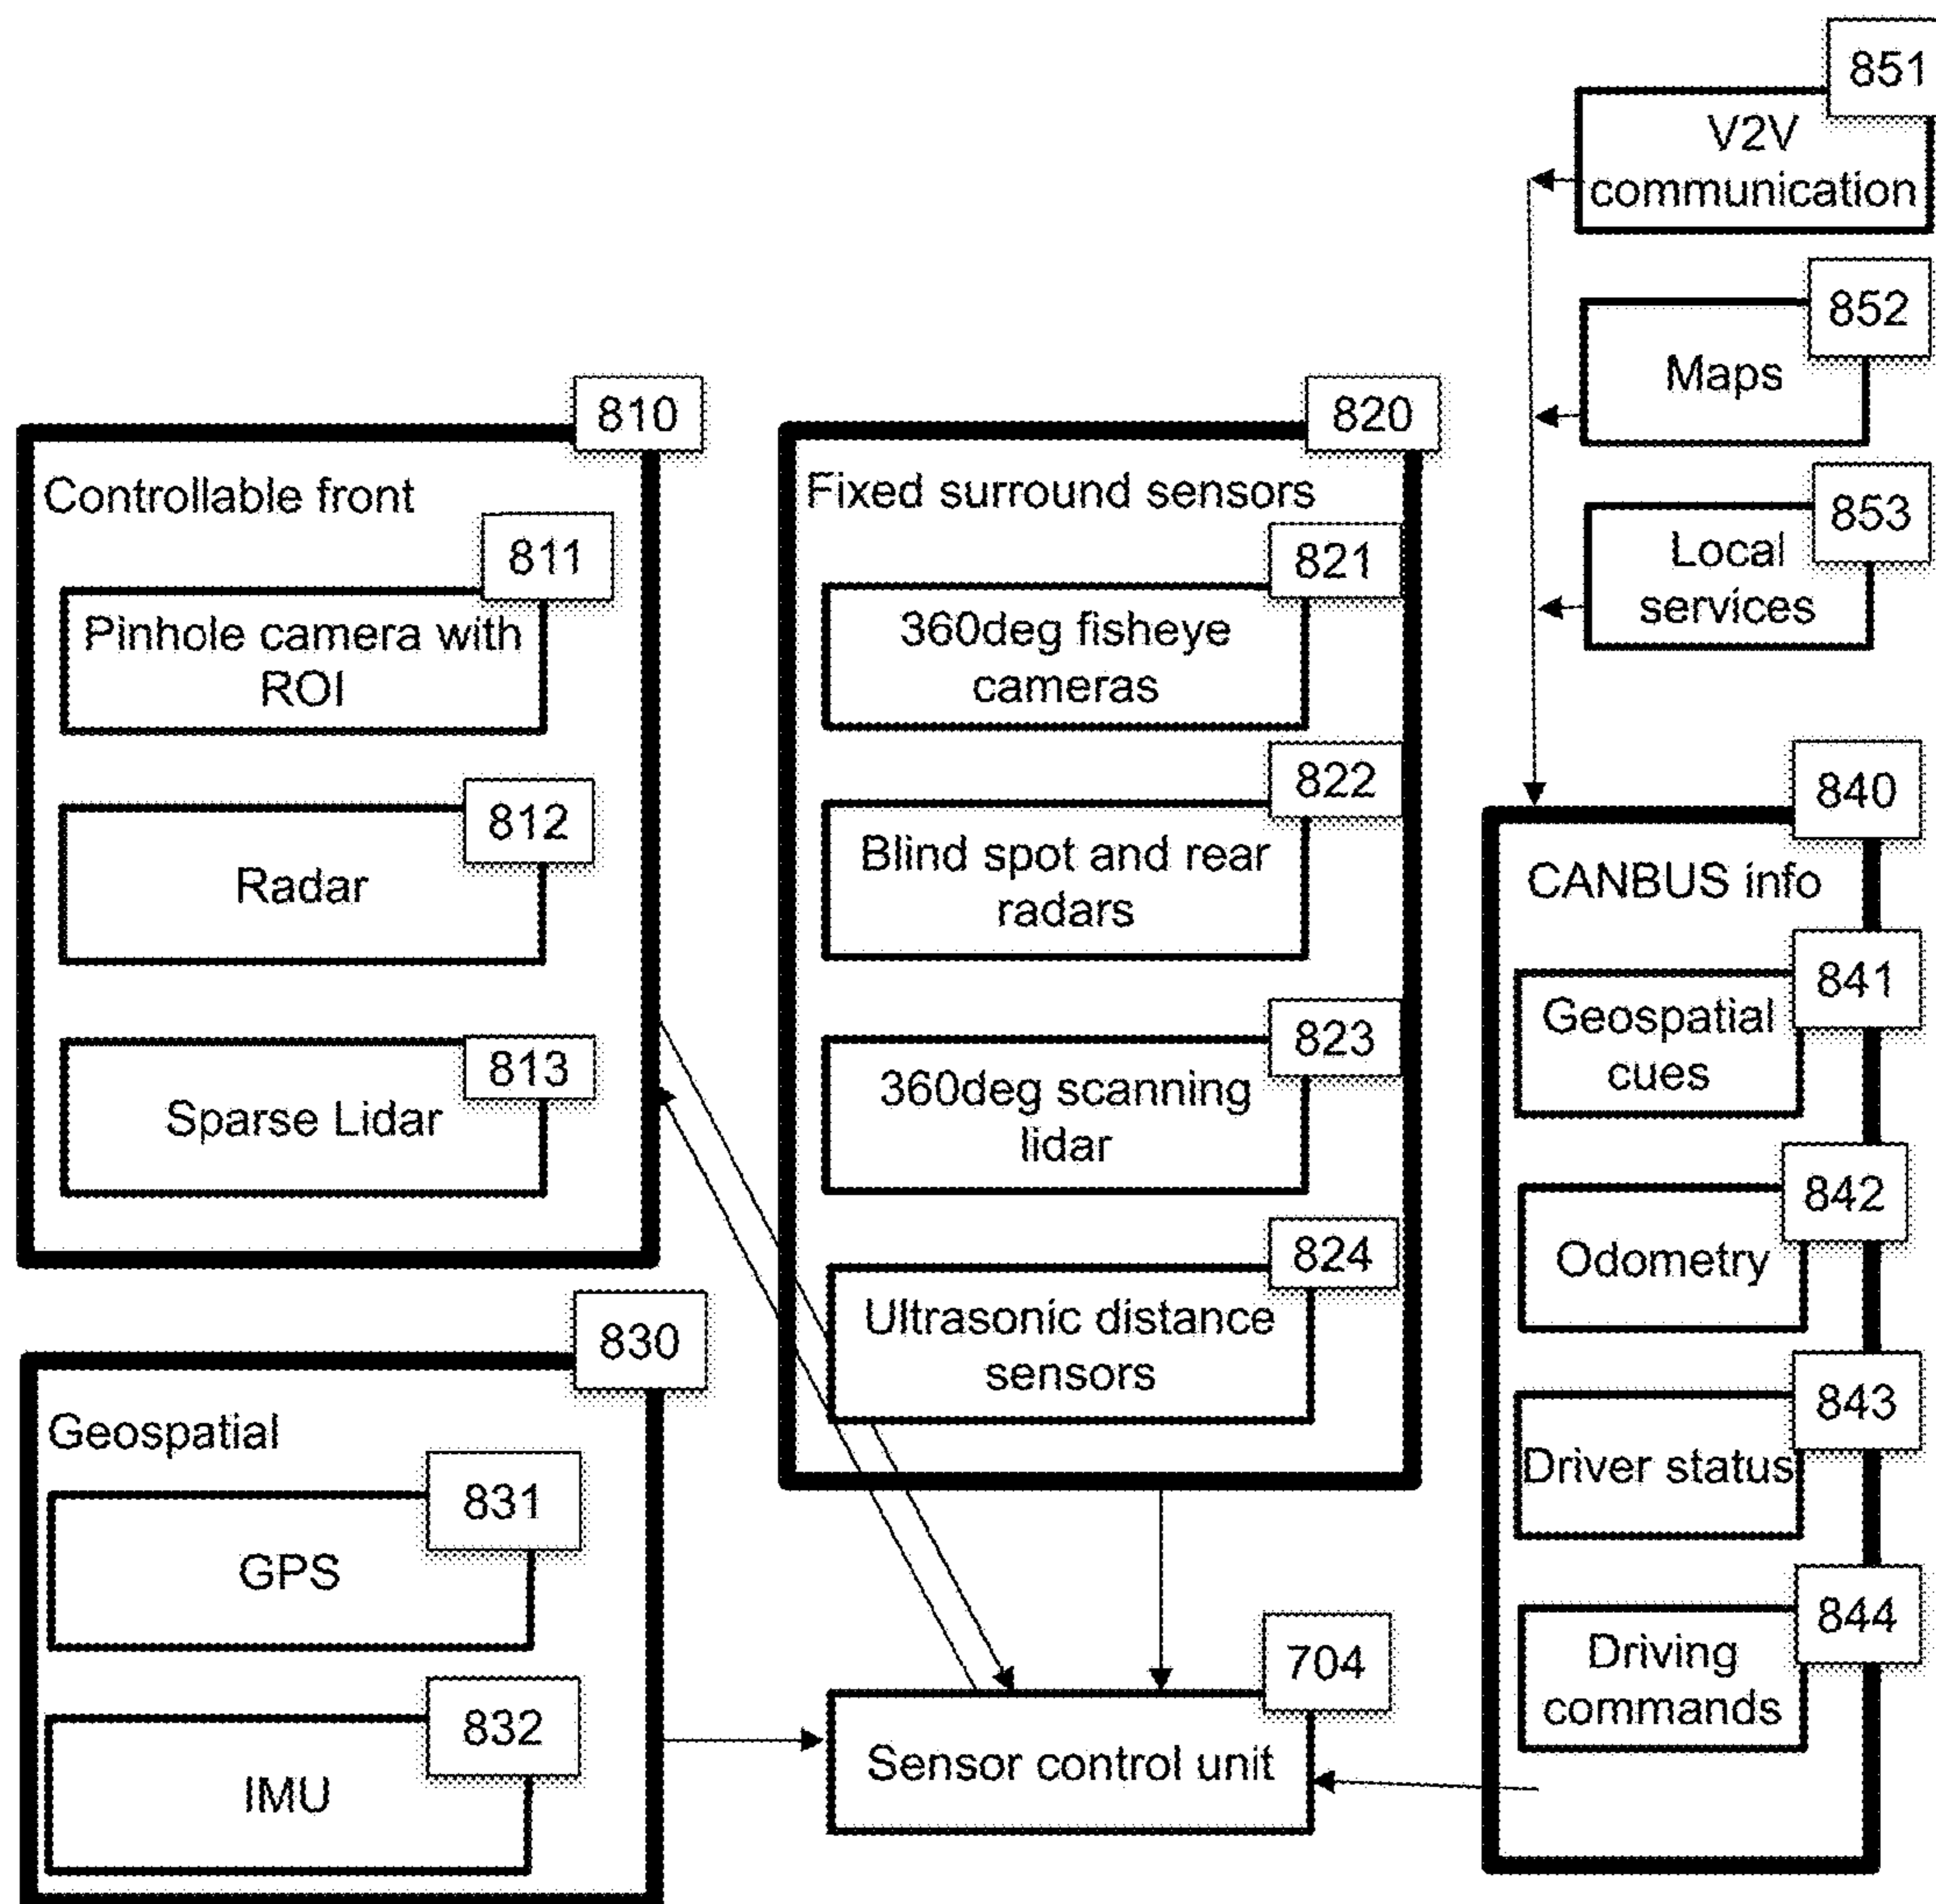 851
V2V
communication
852
Maps
853
Local
services
810
Controllable front
811
Pinhole camera with
ROI
812
Radar
813
Sparse Lidar
820
Fixed surround sensors
821
360deg fisheye
cameras
822
Blind spot and rear
radars
823
360deg scanning
lidar
824
Ultrasonic distance
sensors
830
Geospatial
831
GPS
832
IMU
704
Sensor control unit
840
CANBUS info
841
Geospatial
cues
842
Odometry
843
Driver status
844
Driving
commands